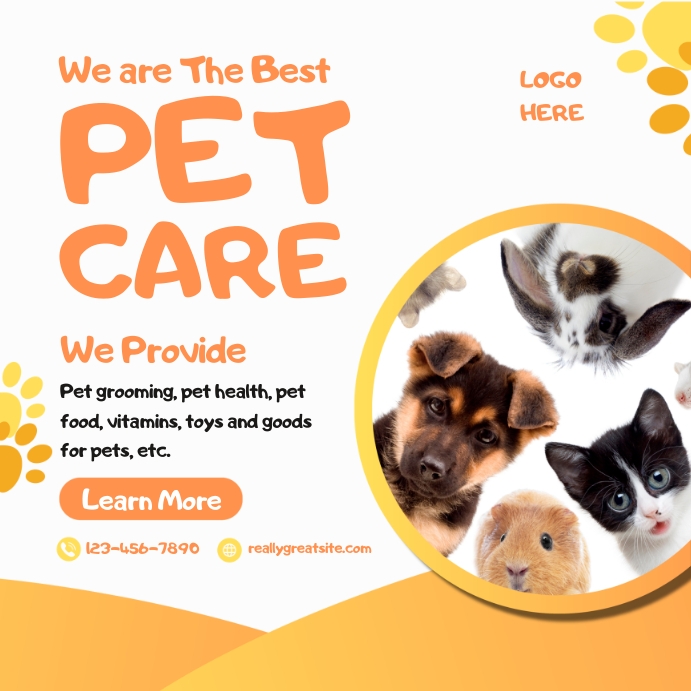 We are The Best
PET
CARE
LOGO
HERE
We Provide
Pet grooming, pet health, pet
food, vitamins, toys and goods
for pets, etc.
Learn More
123-456-7890
reallygreatsite.com